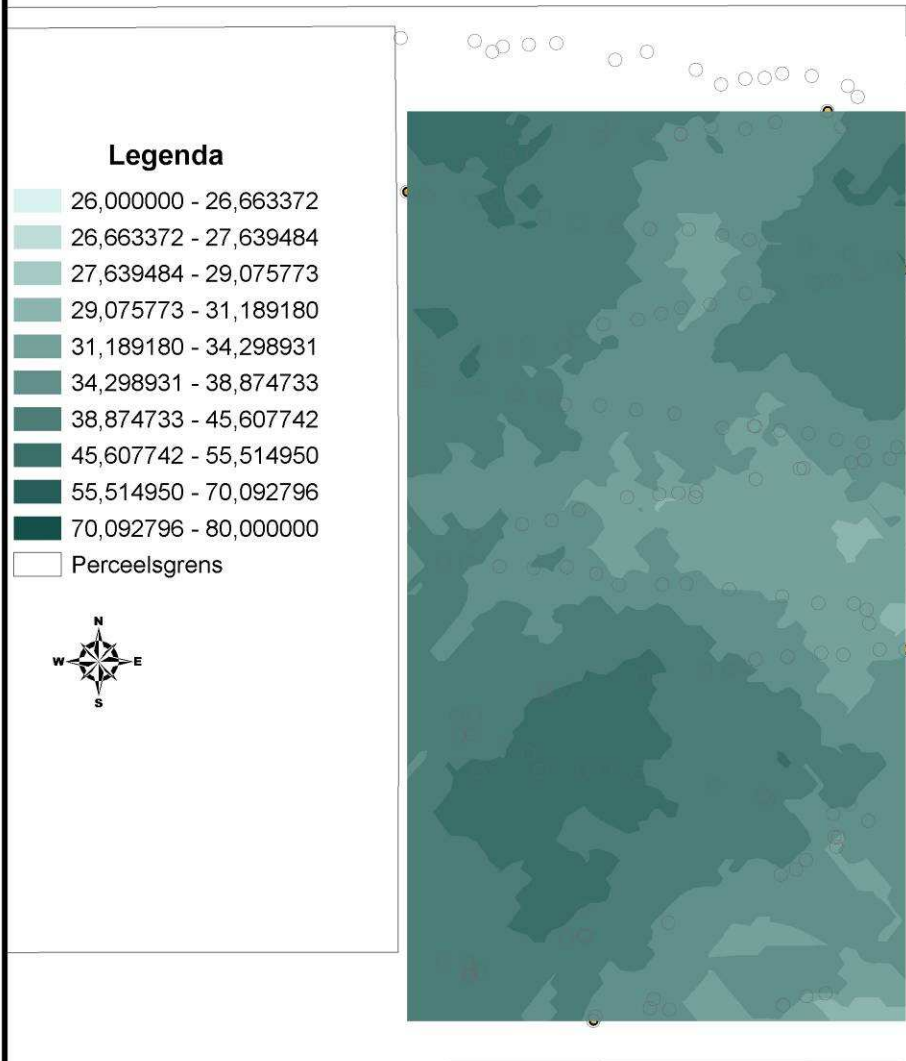 Legenda
26,000000 - 26,663372
26,663372 - 27,639484
27,639484 - 29,075773
29,075773 - 31,189180
31,189180 - 34,298931
34,298931 - 38,874733
38,874733 - 45,607742
45,607742 - 55,514950
55,514950 - 70,092796
70,092796 - 80,000000
Perceelsgrens
N
W E
S